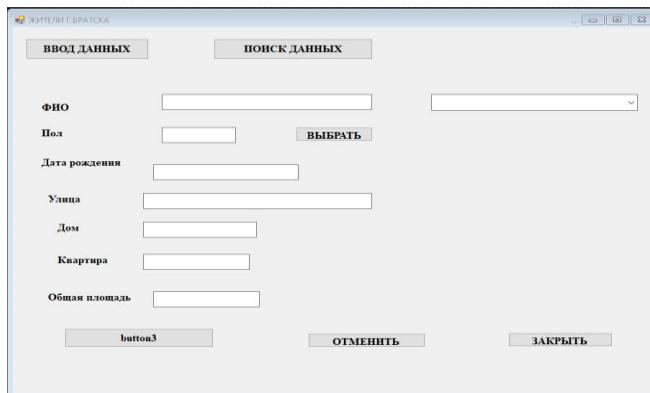 ЖИТЕЛИ Г.БРАТСКА
ВВОД ДАННЫХ ПОИСК ДАННЫХ
ФИО
Пол ВЫБРАТЬ
Дата рождения
Улица
Дом
Квартира
Общая площадь
button3 ОТМЕНИТЬ ЗАКРЫТЬ